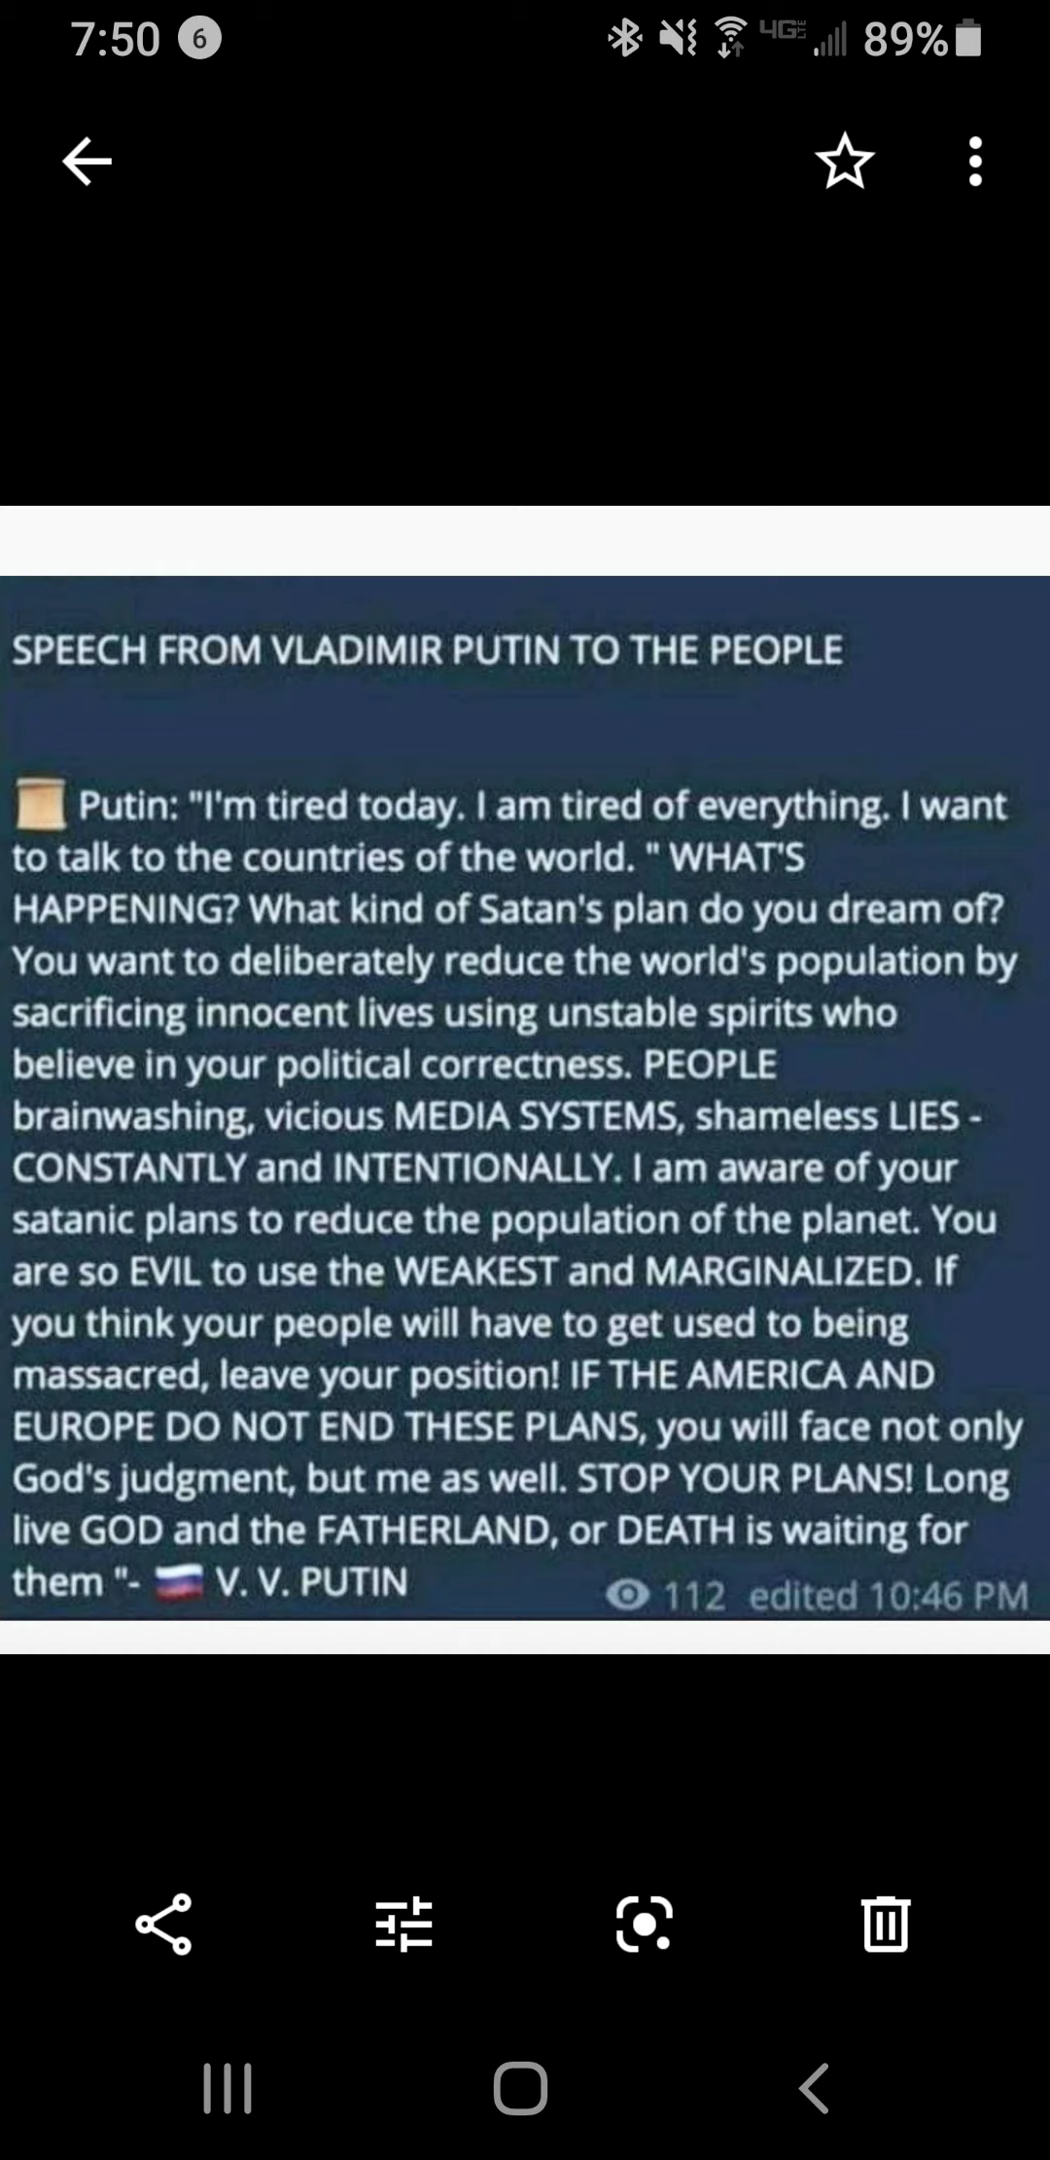 7:50 6 4G LTE 89%
SPEECH FROM VLADIMIR PUTIN TO THE PEOPLE
Putin: "I'm tired today. I am tired of everything. I want
to talk to the countries of the world. " WHAT'S
HAPPENING? What kind of Satan's plan do you dream of?
You want to deliberately reduce the world's population by
sacrificing innocent lives using unstable spirits who
believe in your political correctness. PEOPLE
brainwashing, vicious MEDIA SYSTEMS, shameless LIES -
CONSTANTLY and INTENTIONALLY. I am aware of your
satanic plans to reduce the population of the planet. You
are so EVIL to use the WEAKEST and MARGINALIZED. If
you think your people will have to get used to being
massacred, leave your position! IF THE AMERICA AND
EUROPE DO NOT END THESE PLANS, you will face not only
God's judgment, but me as well. STOP YOUR PLANS! Long
live GOD and the FATHERLAND, or DEATH is waiting for
them "- V. V. PUTIN
112 edited 10:46 PM